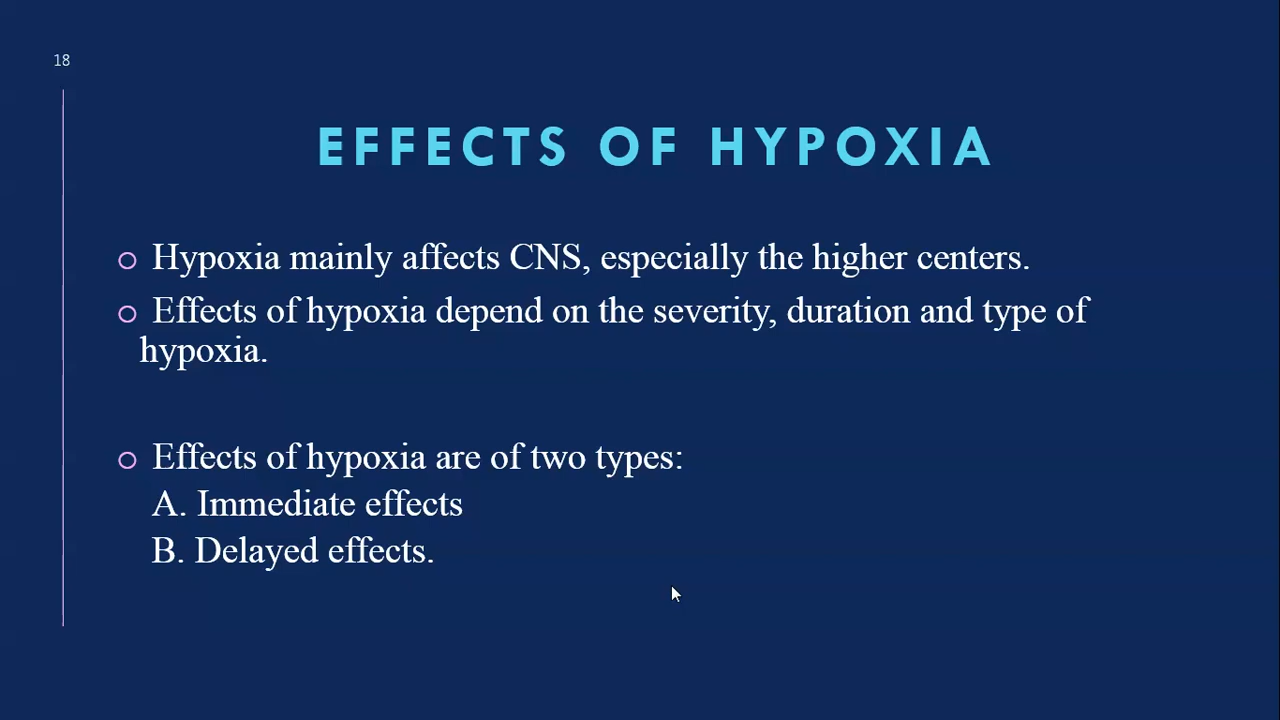 18
EFFECTS OF HYPOXIA
Hypoxia mainly affects CNS, especially the higher centers.
Effects of hypoxia depend on the severity, duration and type of
hypoxia.
Effects of hypoxia are of two types:
A. Immediate effects
B. Delayed effects.